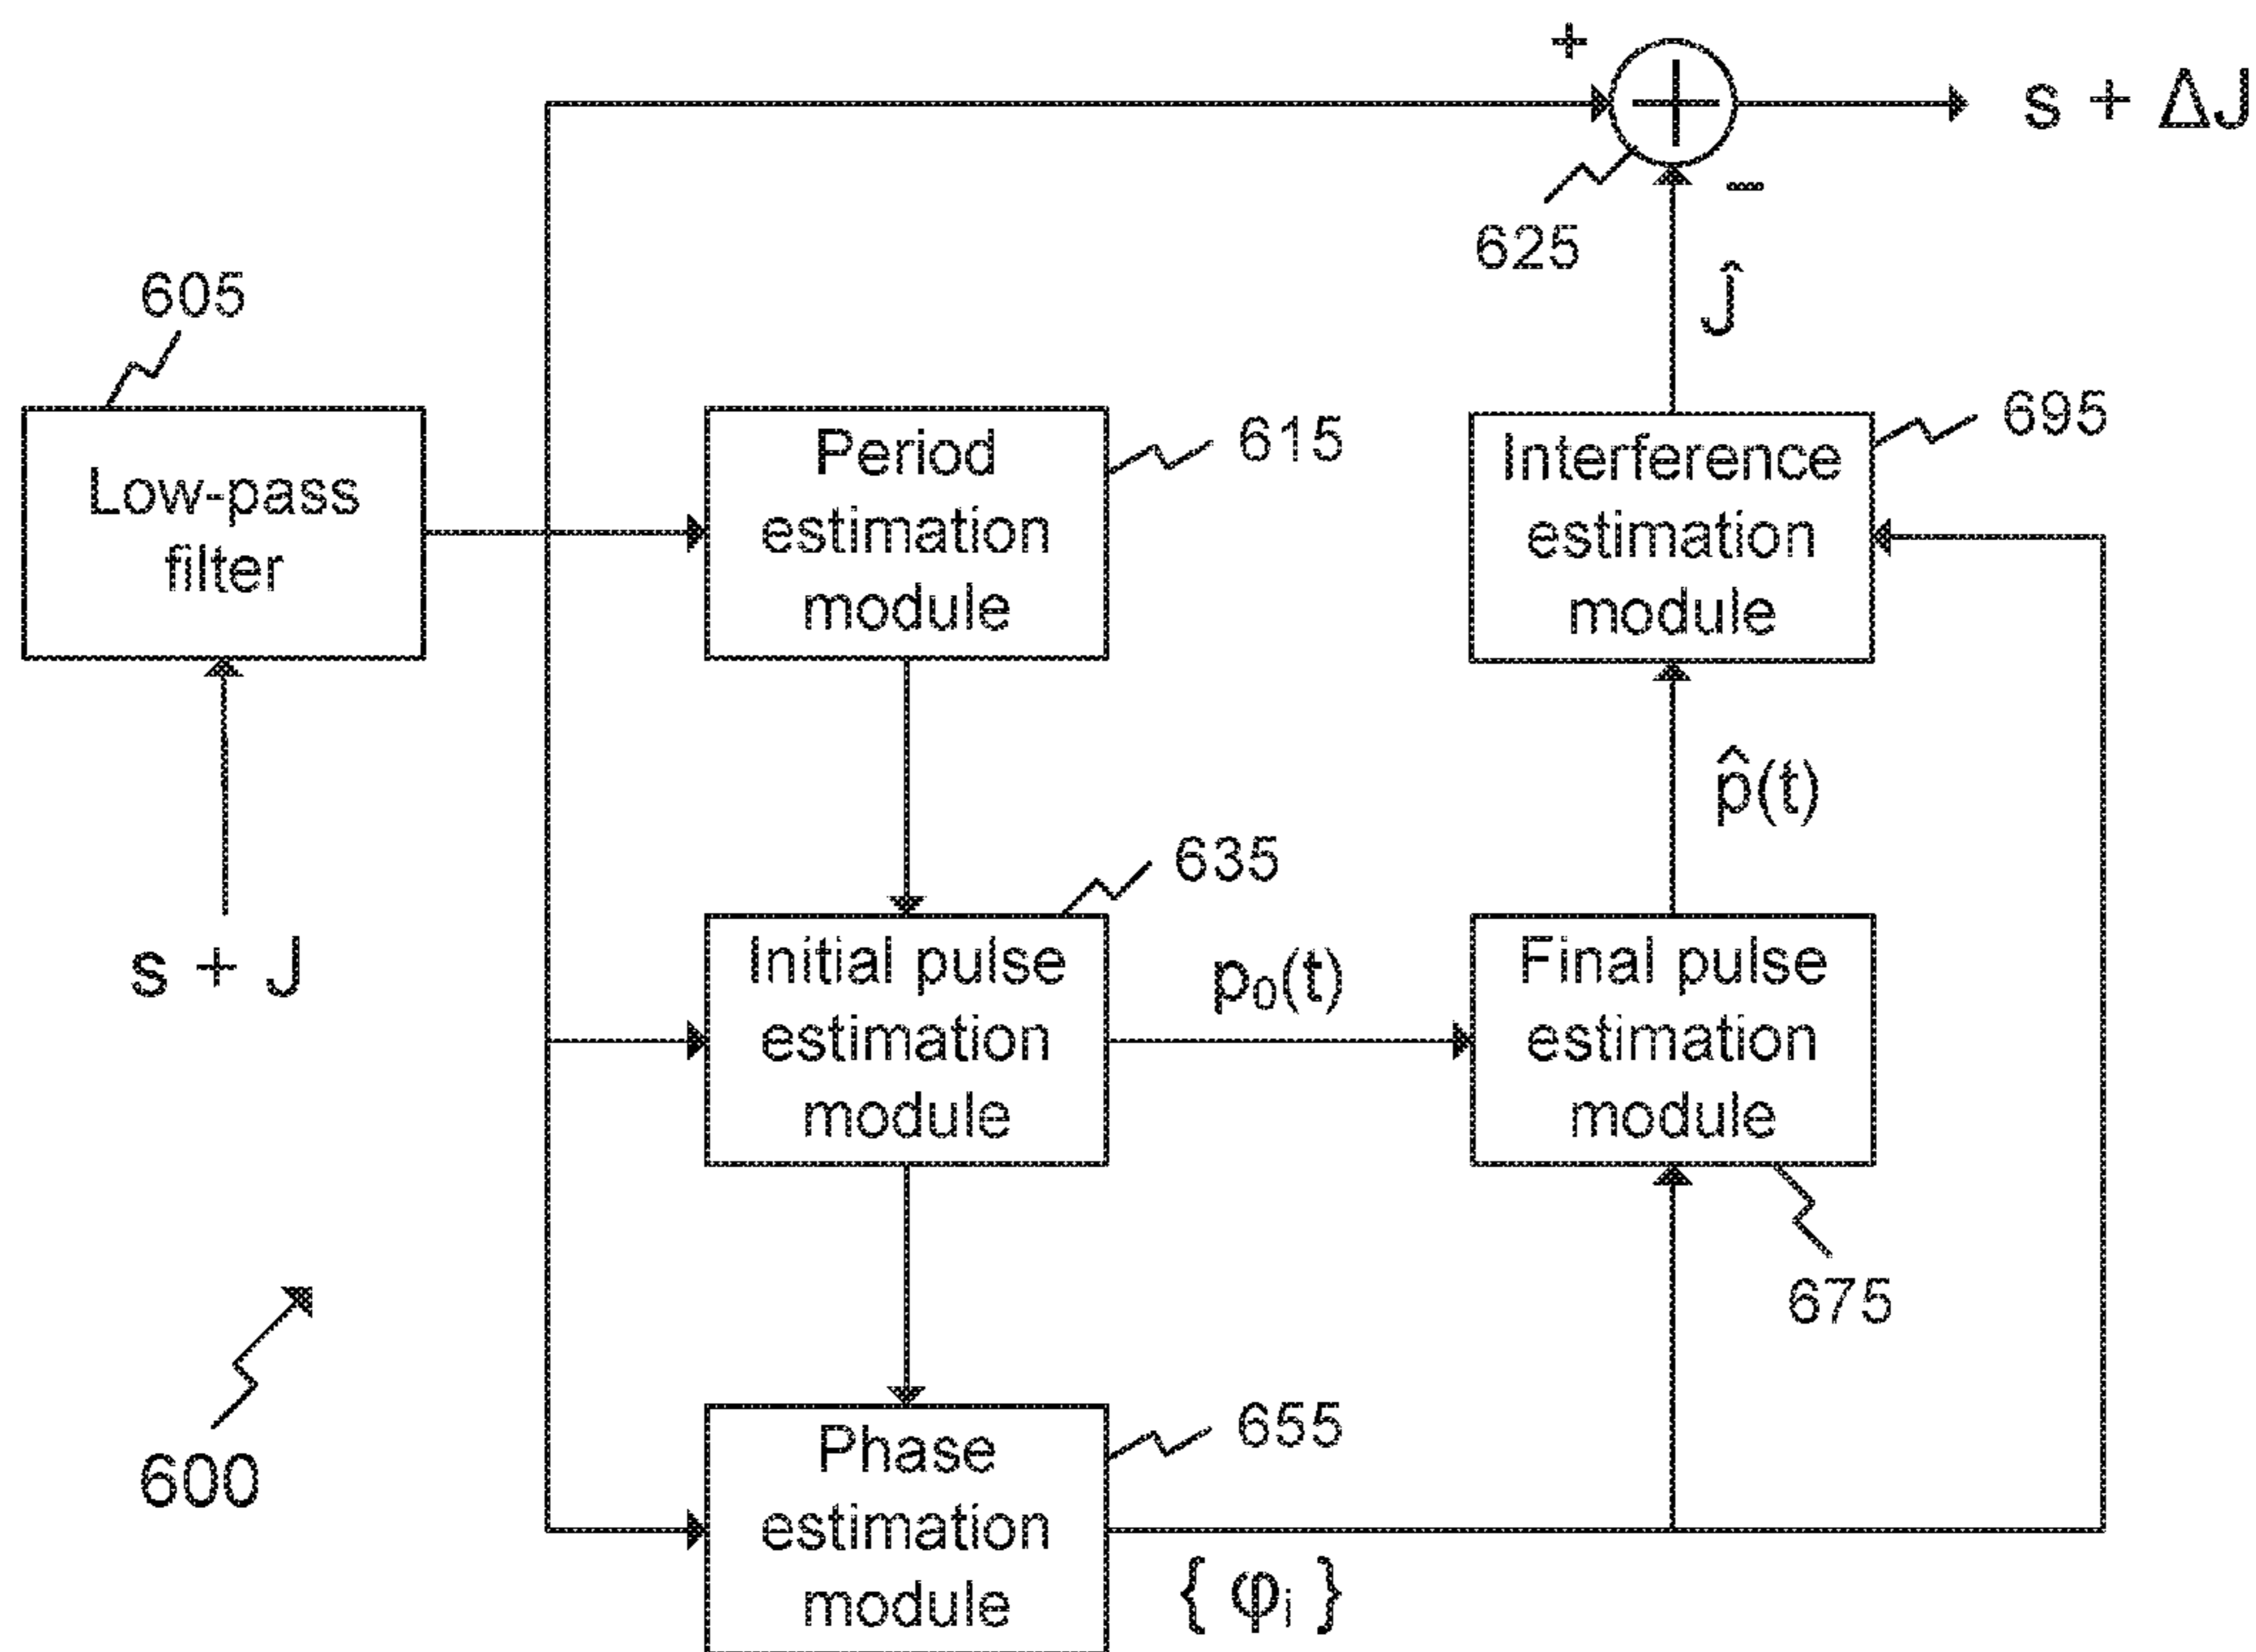 +
s + ΔJ
−
625
605
Ĵ
Low-pass
filter
Period
estimation
module
615
Interference
estimation
module
695
p̂(t)
s + J
635
Initial pulse
estimation
module
p₀(t)
Final pulse
estimation
module
675
600
Phase
estimation
module
655
{ φᵢ }